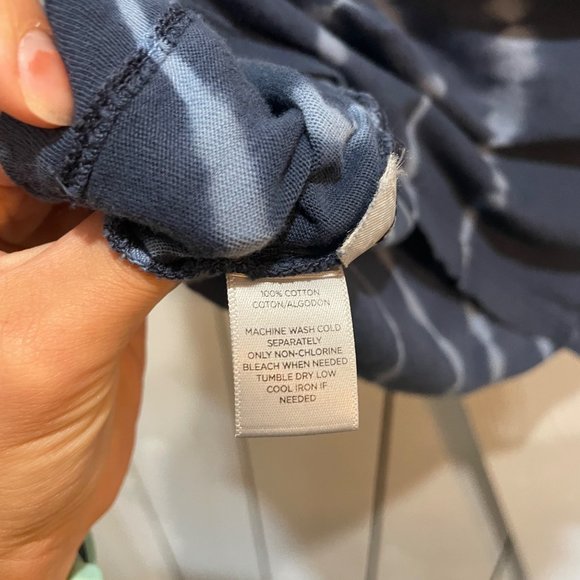 100% COTTON
COTON/ALGODON
MACHINE WASH COLD
SEPARATELY
ONLY NON-CHLORINE
BLEACH WHEN NEEDED
TUMBLE DRY LOW
COOL IRON IF
NEEDED